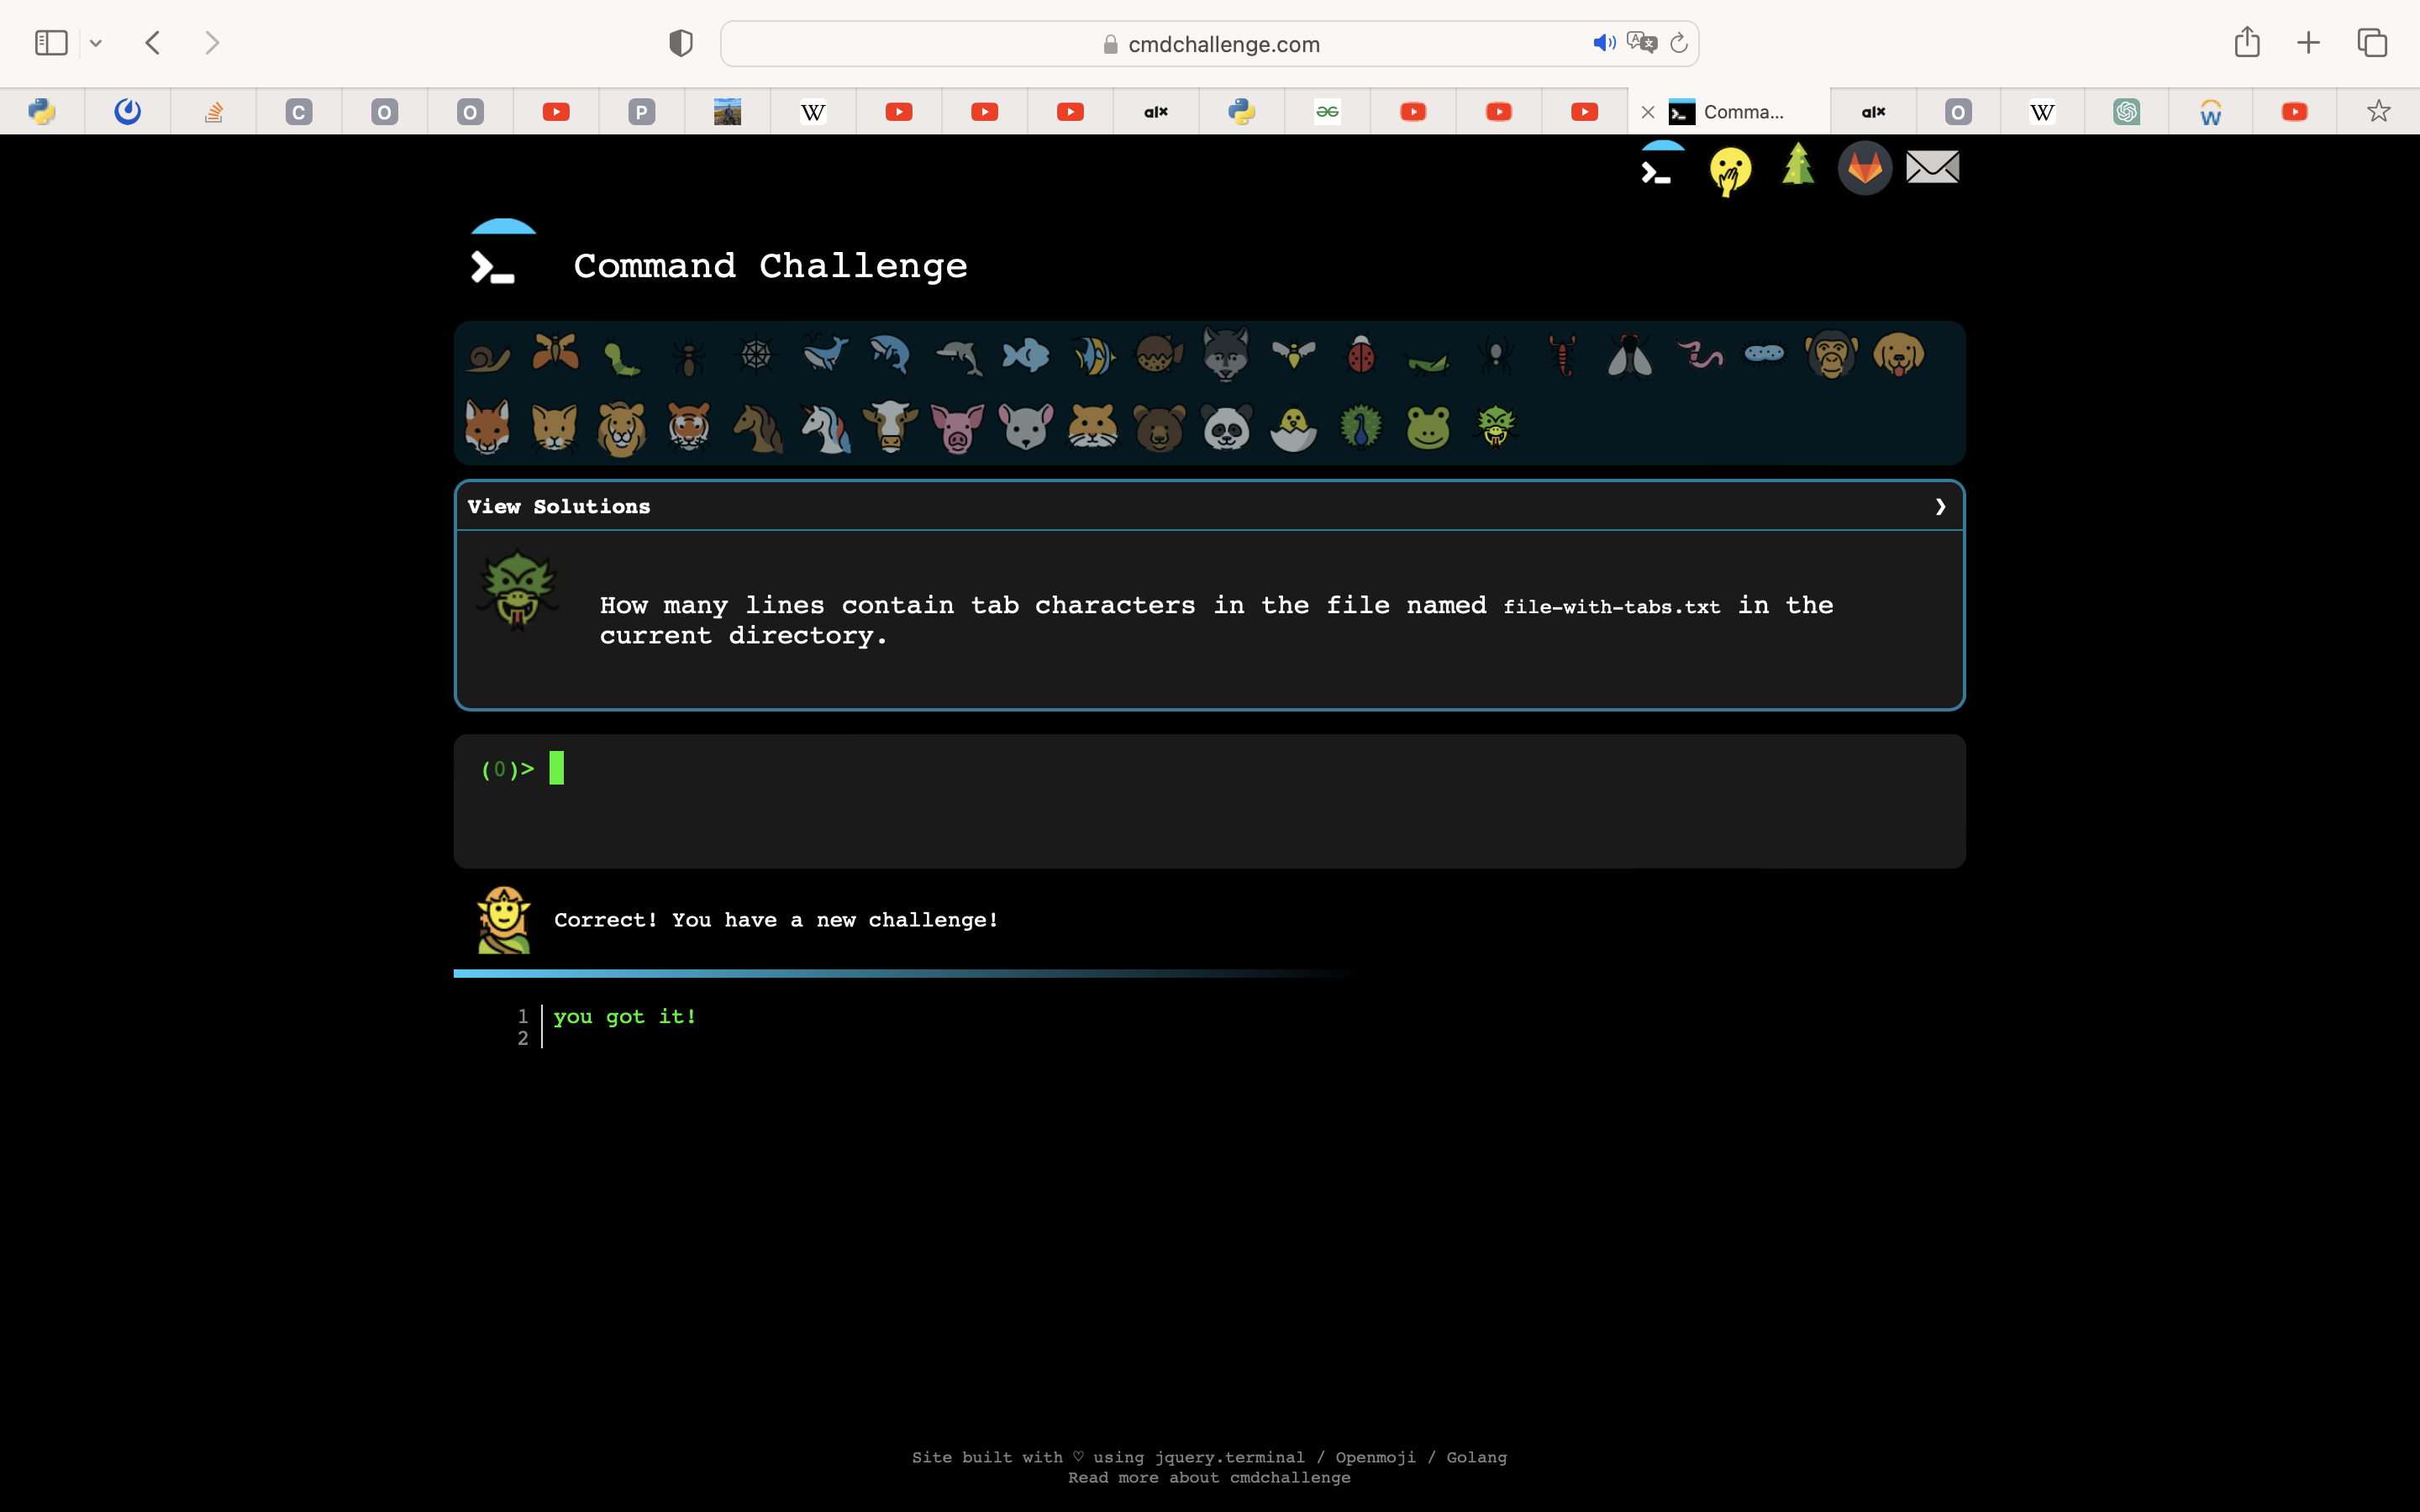 cmdchallenge.com
C
O
O
P
W
alx
Comma...
alx
O
W
W
Command Challenge
View Solutions
How many lines contain tab characters in the file named file-with-tabs.txt in the
current directory.
(0)>
Correct! You have a new challenge!
1 you got it!
2
Site built with ♡ using jquery.terminal / Openmoji / Golang
Read more about cmdchallenge